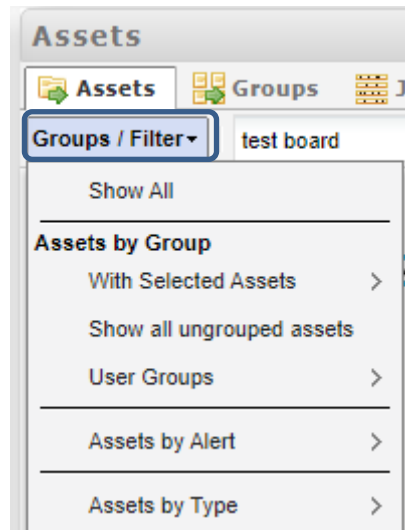 Assets
Assets Groups
Groups / Filter test board
Show All
Assets by Group
With Selected Assets
Show all ungrouped assets
User Groups
Assets by Alert
Assets by Type